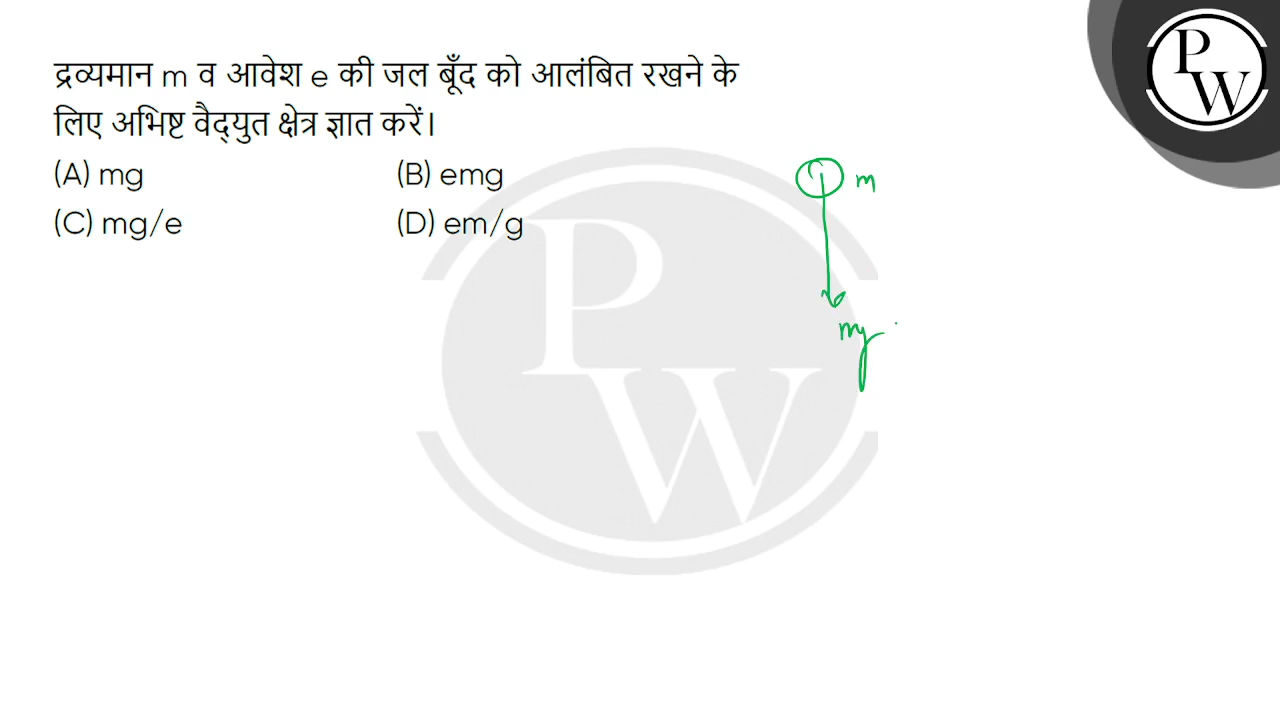 द्रव्यमान m व आवेश e की जल बूँद को आलंबित रखने के
लिए अभिष्ट वैद्युत क्षेत्र ज्ञात करें।
(A) mg (B) emg
(C) mg/e (D) em/g
m
mg
P
W
P
W